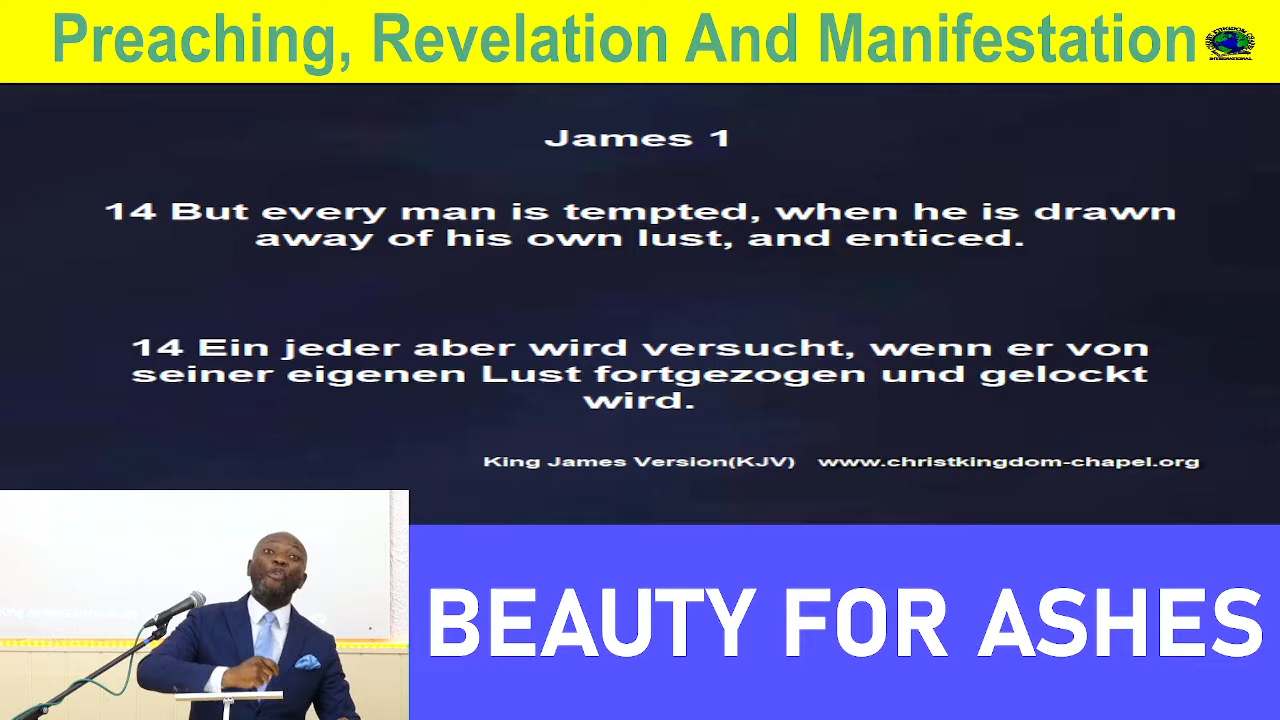 Preaching, Revelation And Manifestation
James 1
14 But every man is tempted, when he is drawn
away of his own lust, and enticed.
14 Ein jeder aber wird versucht, wenn er von
seiner eigenen Lust fortgezogen und gelockt
wird.
King James Version(KJV) www.christkingdom-chapel.org
BEAUTY FOR ASHES